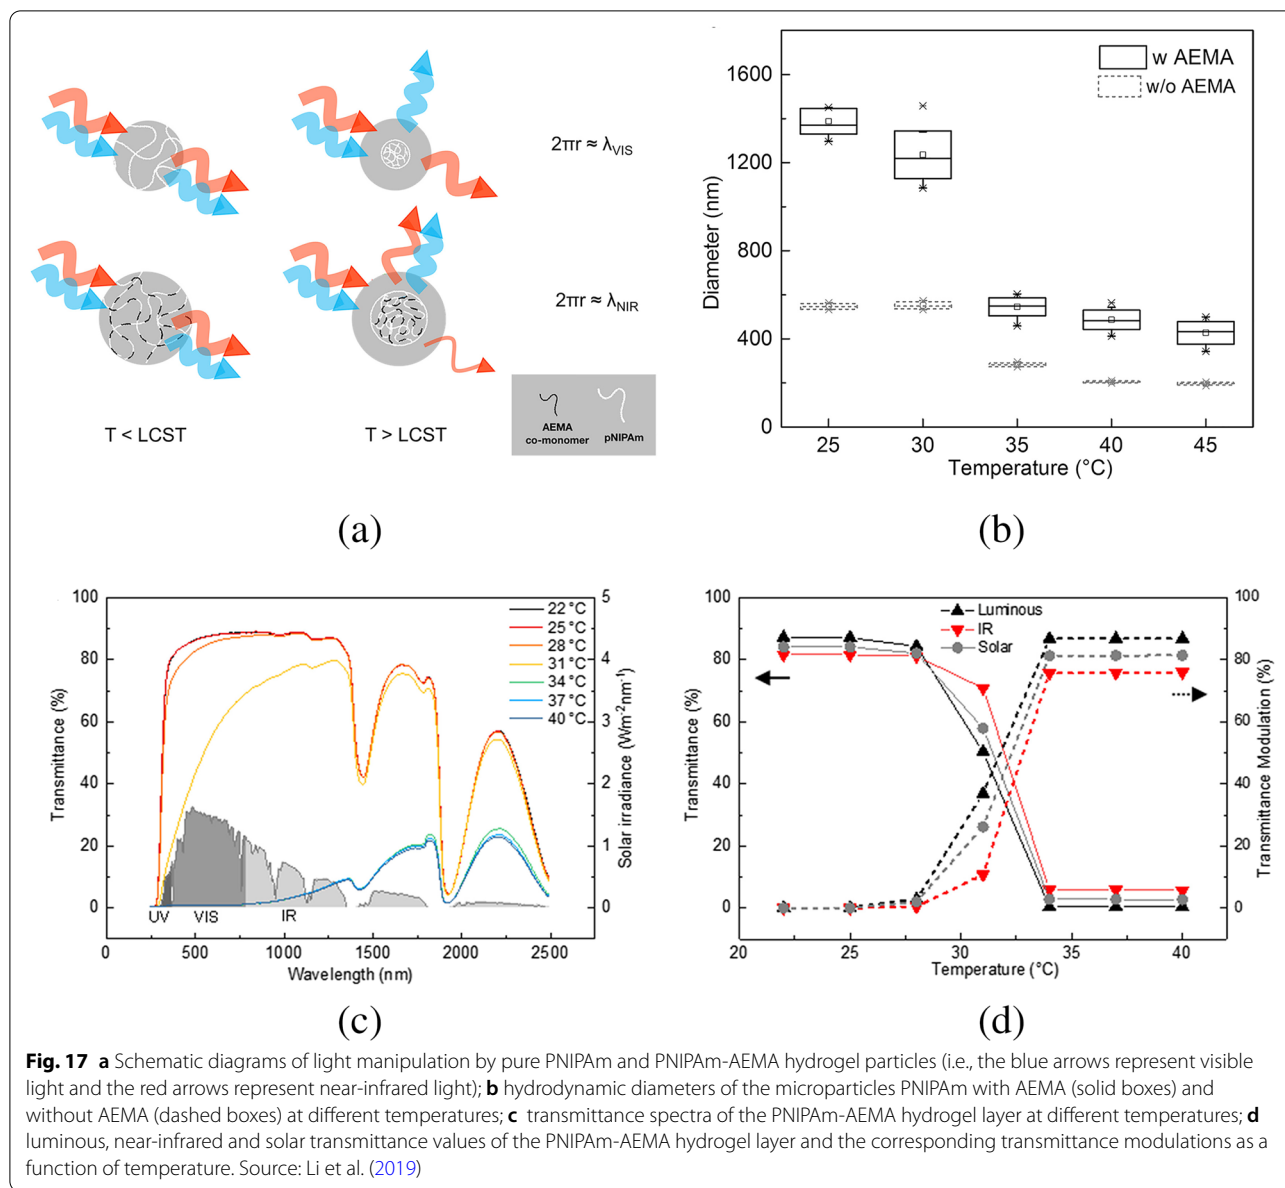 2πr ≈ λVIS
2πr ≈ λNIR
AEMA
co-monomer
pNIPAm
T < LCST
T > LCST
(a)
w AEMA
w/o AEMA
1600
1200
800
400
0
Diameter (nm)
25 30 35 40 45
Temperature (°C)
(b)
100
80
60
40
20
0
Transmittance (%)
5
4
3
2
1
0
Solar irradiance (Wm-2nm-1)
22 °C
25 °C
28 °C
31 °C
34 °C
37 °C
40 °C
UV VIS IR
0 500 1000 1500 2000 2500
Wavelength (nm)
(c)
100
80
60
40
20
0
Transmittance (%)
Luminous
IR
Solar
100
80
60
40
20
0
Transmittance Modulation (%)
20 25 30 35 40
Temperature (°C)
(d)
Fig. 17 a Schematic diagrams of light manipulation by pure PNIPAm and PNIPAm-AEMA hydrogel particles (i.e., the blue arrows represent visible
light and the red arrows represent near-infrared light); b hydrodynamic diameters of the microparticles PNIPAm with AEMA (solid boxes) and
without AEMA (dashed boxes) at different temperatures; c transmittance spectra of the PNIPAm-AEMA hydrogel layer at different temperatures; d
luminous, near-infrared and solar transmittance values of the PNIPAm-AEMA hydrogel layer and the corresponding transmittance modulations as a
function of temperature. Source: Li et al. (2019)